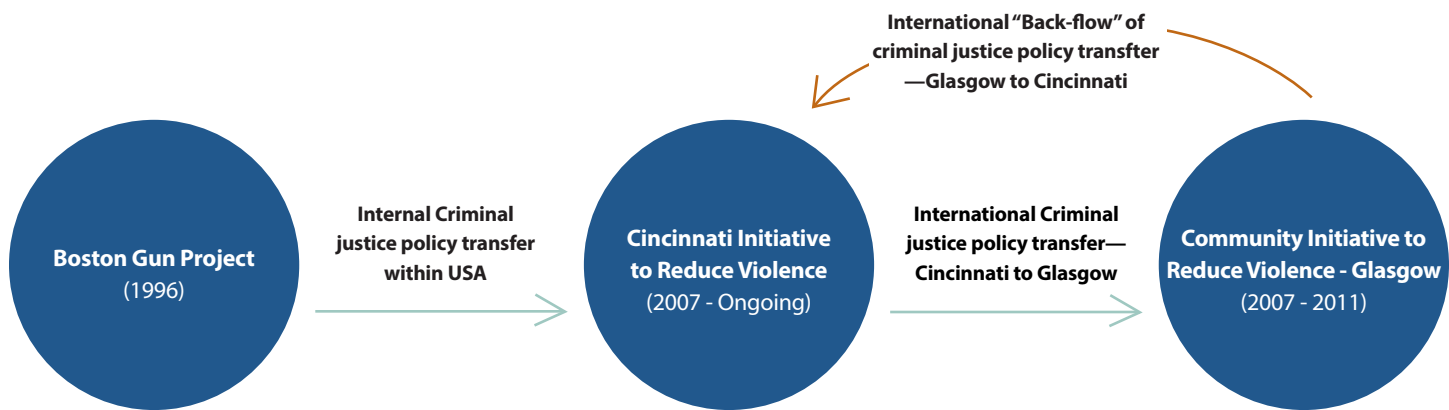 International “Back-flow” of
criminal justice policy transfter
—Glasgow to Cincinnati
Boston Gun Project
(1996)
Internal Criminal
justice policy transfer
within USA
Cincinnati Initiative
to Reduce Violence
(2007 - Ongoing)
International Criminal
justice policy transfer—
Cincinnati to Glasgow
Community Initiative to
Reduce Violence - Glasgow
(2007 - 2011)